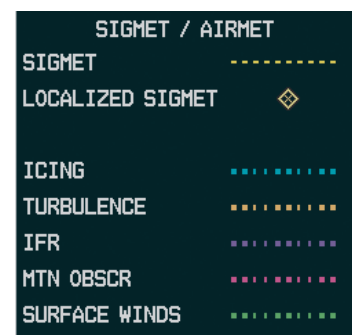 SIGMET / AIRMET
SIGMET
LOCALIZED SIGMET
ICING
TURBULENCE
IFR
MTN OBSCR
SURFACE WINDS